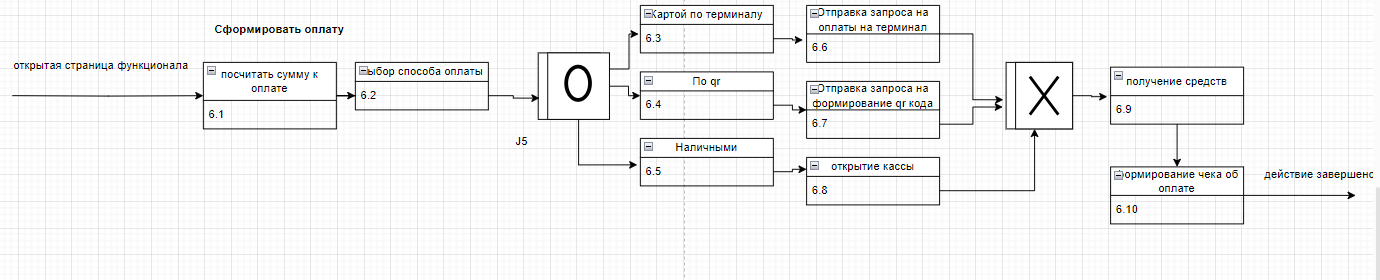 Сформировать оплату
открытая страница функционала
посчитать сумму к
оплате
6.1
выбор способа оплаты
6.2
J5
O
Картой по терминалу
6.3
По qr
6.4
Наличными
6.5
Отправка запроса на
оплаты на терминал
6.6
Отправка запроса на
формирование qr кода
6.7
открытие кассы
6.8
X
получение средств
6.9
формирование чека об
оплате
6.10
действие завершено